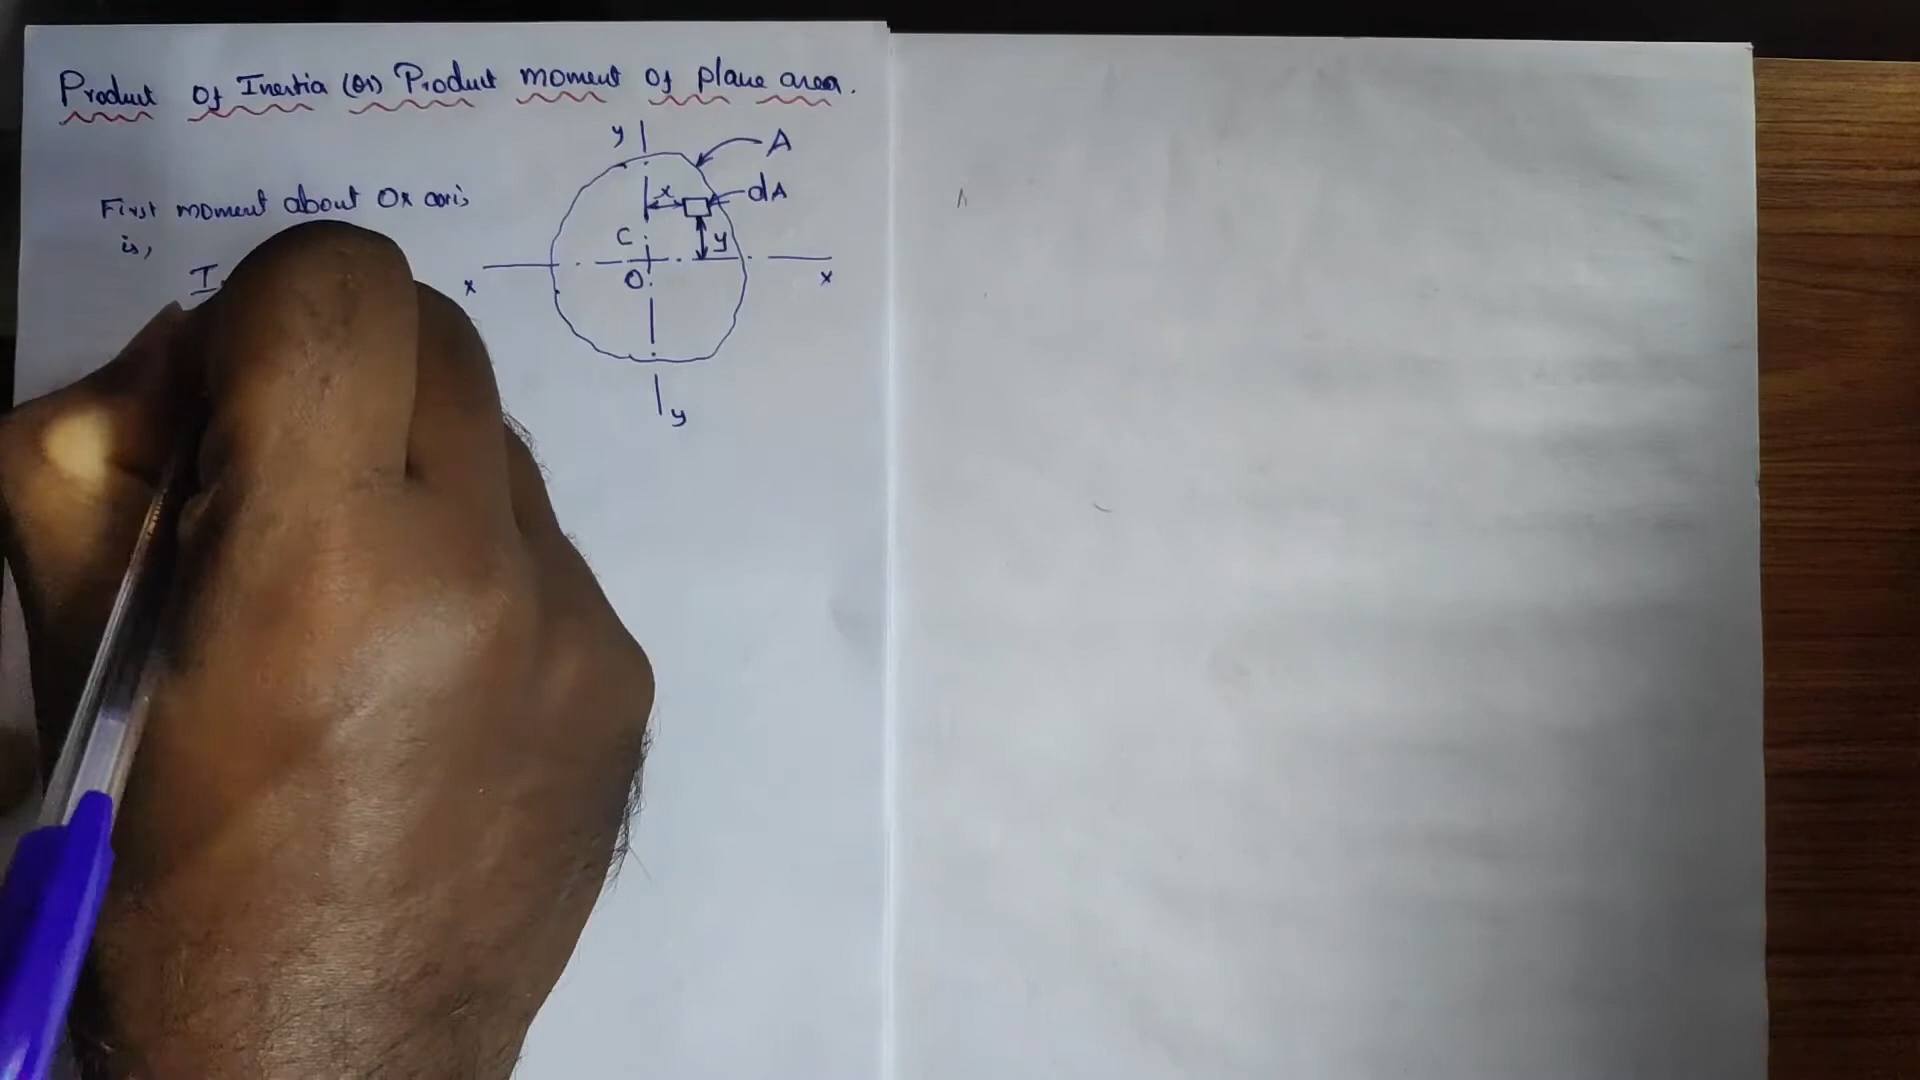 Product of Inertia (or) Product moment of plane area.
y
A
x
dA
First moment about Ox axis
is,
C
y
I
O
x
x
y